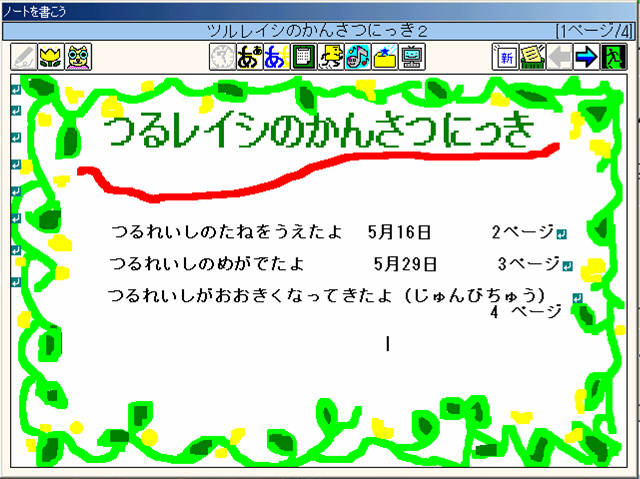 ノートを書こう
ツルレイシのかんさつにっき２ [1ページ/4]
あぁ あぁ 新
つるレイシのかんさつにっき
つるれいしのたねをうえたよ 5月16日 2ページ
つるれいしのめがでたよ 5月29日 3ページ
つるれいしがおおきくなってきたよ（じゅんびちゅう）
4 ページ